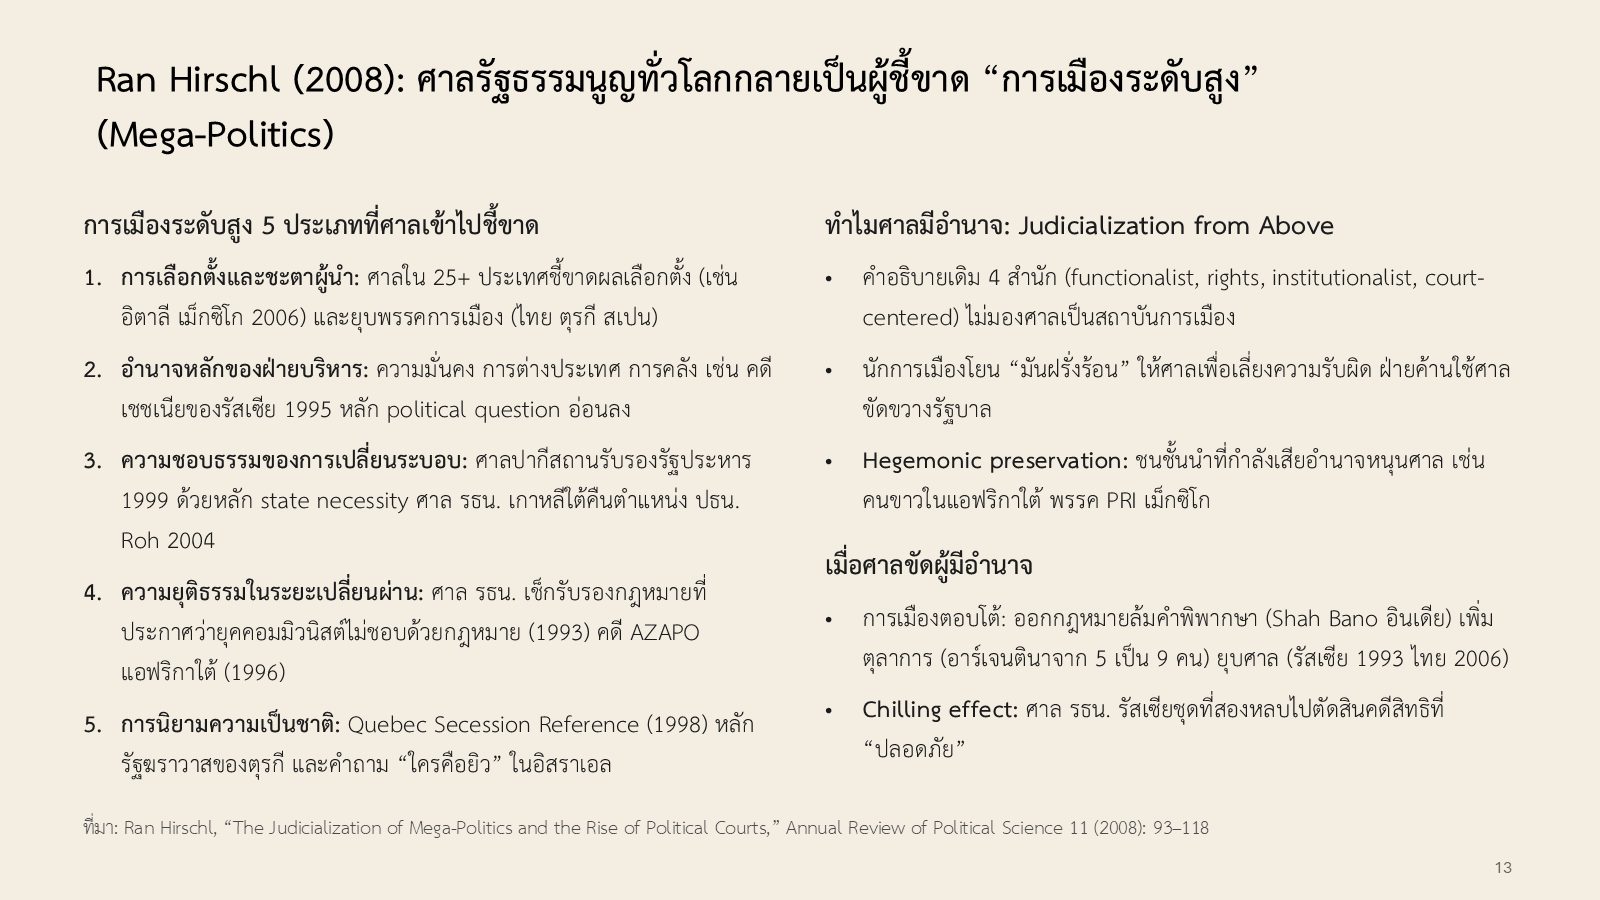 Ran Hirschl (2008): ศาลรัฐธรรมนูญทั่วโลกกลายเป็นผู้ชี้ขาด “การเมืองระดับสูง”
(Mega-Politics)
การเมืองระดับสูง 5 ประเภทที่ศาลเข้าไปชี้ขาด
1. การเลือกตั้งและชะตาผู้นำ: ศาลใน 25+ ประเทศชี้ขาดผลเลือกตั้ง (เช่น
อิตาลี เม็กซิโก 2006) และยุบพรรคการเมือง (ไทย ตุรกี สเปน)
2. อำนาจหลักของฝ่ายบริหาร: ความมั่นคง การต่างประเทศ การคลัง เช่น คดี
เชชเนียของรัสเซีย 1995 หลัก political question อ่อนลง
3. ความชอบธรรมของการเปลี่ยนระบอบ: ศาลปากีสถานรับรองรัฐประหาร
1999 ด้วยหลัก state necessity ศาล รธน. เกาหลีใต้คืนตำแหน่ง ปธน.
Roh 2004
4. ความยุติธรรมในระยะเปลี่ยนผ่าน: ศาล รธน. เช็กรับรองกฎหมายที่
ประกาศว่ายุคคอมมิวนิสต์ไม่ชอบด้วยกฎหมาย (1993) คดี AZAPO
แอฟริกาใต้ (1996)
5. การนิยามความเป็นชาติ: Quebec Secession Reference (1998) หลัก
รัฐฆราวาสของตุรกี และคำถาม “ใครคือยิว” ในอิสราเอล
ทำไมศาลมีอำนาจ: Judicialization from Above
• คำอธิบายเดิม 4 สำนัก (functionalist, rights, institutionalist, court-
centered) ไม่มองศาลเป็นสถาบันการเมือง
• นักการเมืองโยน “มันฝรั่งร้อน” ให้ศาลเพื่อเลี่ยงความรับผิด ฝ่ายค้านใช้ศาล
ขัดขวางรัฐบาล
• Hegemonic preservation: ชนชั้นนำที่กำลังเสียอำนาจหนุนศาล เช่น
คนขาวในแอฟริกาใต้ พรรค PRI เม็กซิโก
เมื่อศาลขัดผู้มีอำนาจ
• การเมืองตอบโต้: ออกกฎหมายล้มคำพิพากษา (Shah Bano อินเดีย) เพิ่ม
ตุลาการ (อาร์เจนตินาจาก 5 เป็น 9 คน) ยุบศาล (รัสเซีย 1993 ไทย 2006)
• Chilling effect: ศาล รธน. รัสเซียชุดที่สองหลบไปตัดสินคดีสิทธิที่
“ปลอดภัย”
ที่มา: Ran Hirschl, “The Judicialization of Mega-Politics and the Rise of Political Courts,” Annual Review of Political Science 11 (2008): 93–118
13